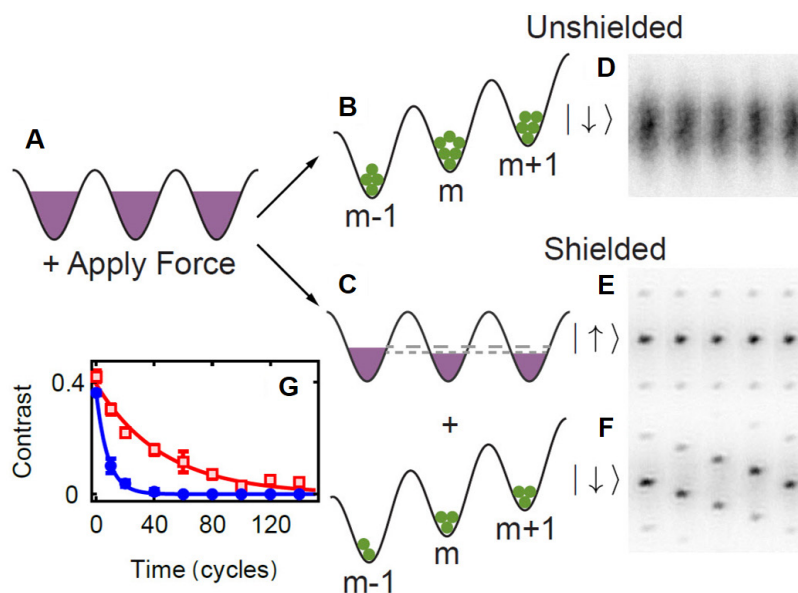 Unshielded
A
B
D
| ↓ ⟩
m-1
m
m+1
+ Apply Force
Shielded
C
E
| ↑ ⟩
G
0.4
Contrast
0
0
40
80
120
Time (cycles)
+
F
| ↓ ⟩
m-1
m
m+1